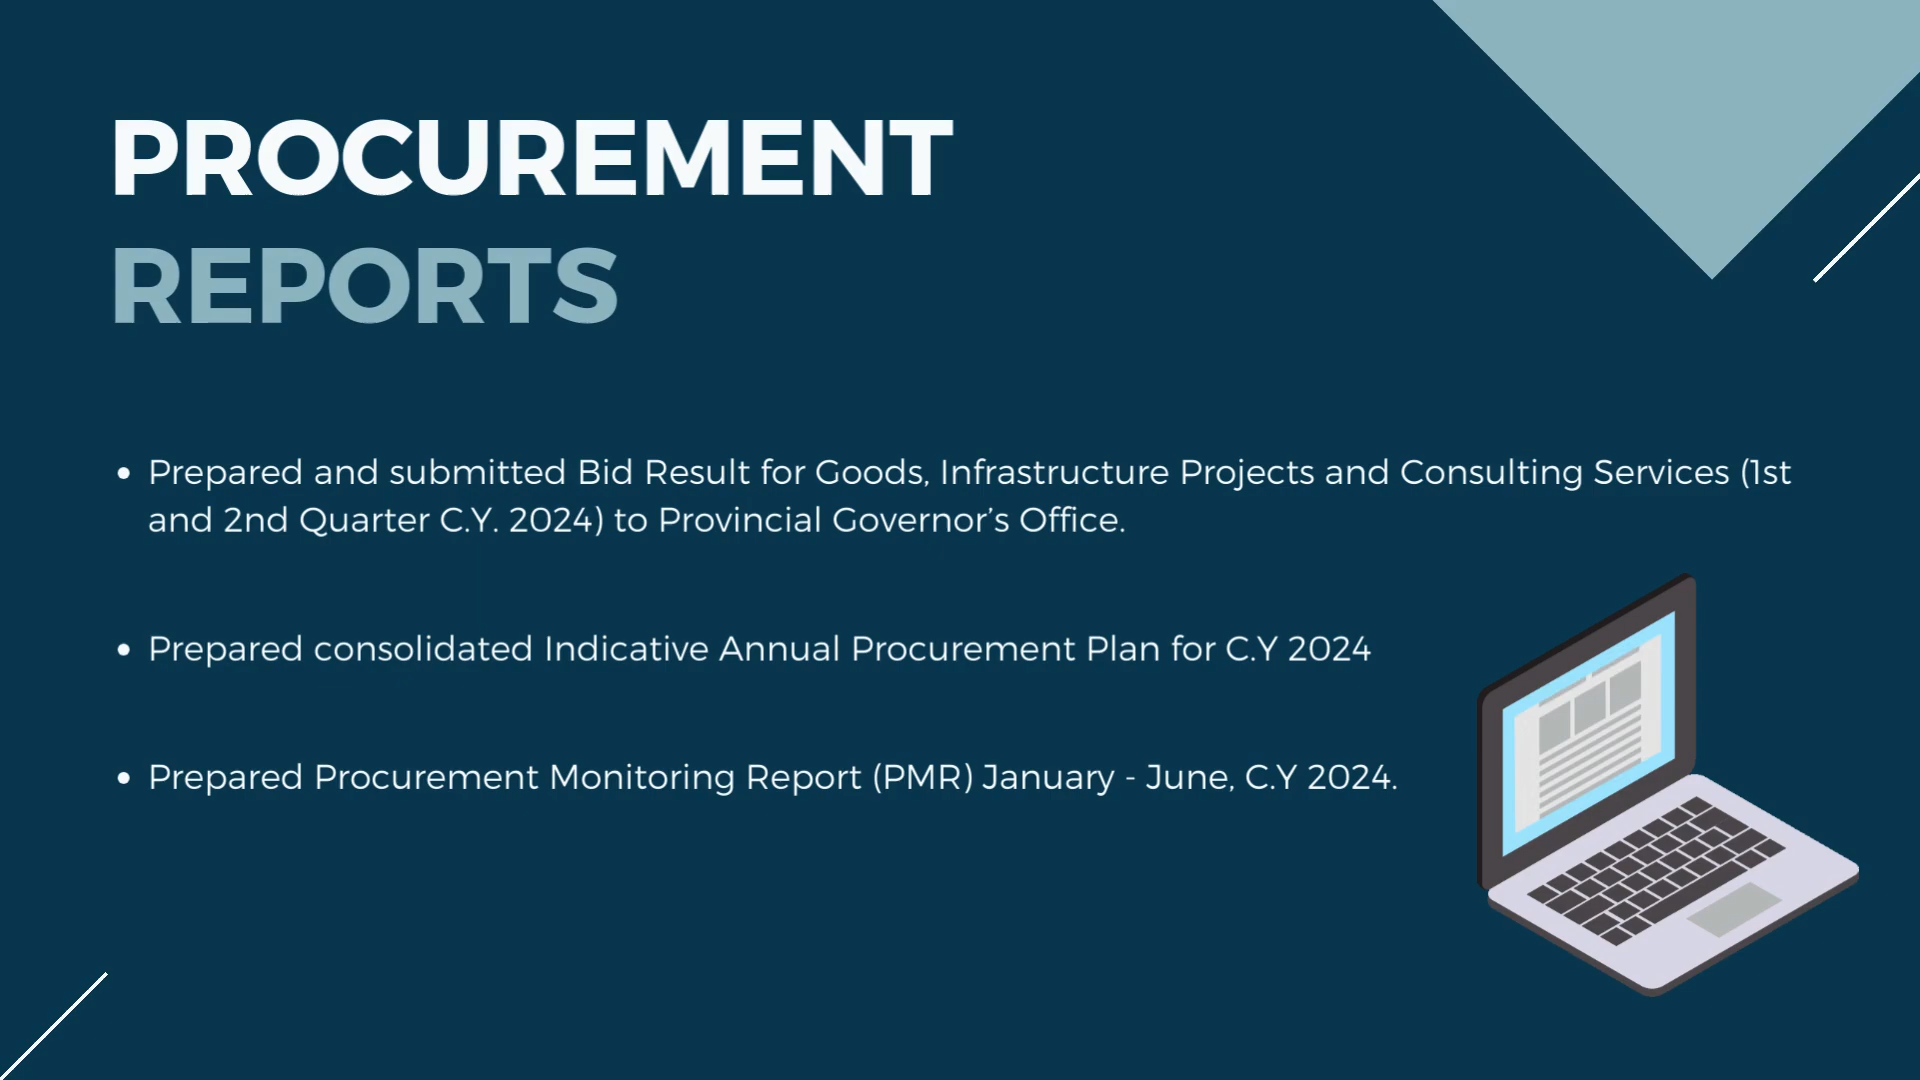 PROCUREMENT
REPORTS
• Prepared and submitted Bid Result for Goods, Infrastructure Projects and Consulting Services (1st
and 2nd Quarter C.Y. 2024) to Provincial Governor’s Office.
• Prepared consolidated Indicative Annual Procurement Plan for C.Y 2024
• Prepared Procurement Monitoring Report (PMR) January - June, C.Y 2024.